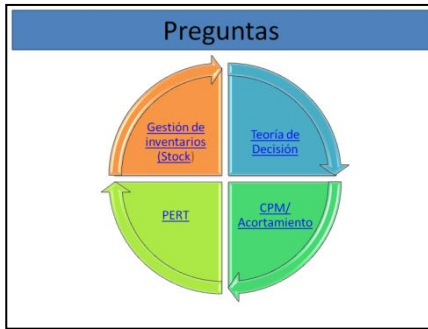 Preguntas
Gestión de
inventarios
(Stock)
Teoría de
Decisión
PERT
CPM/
Acortamiento